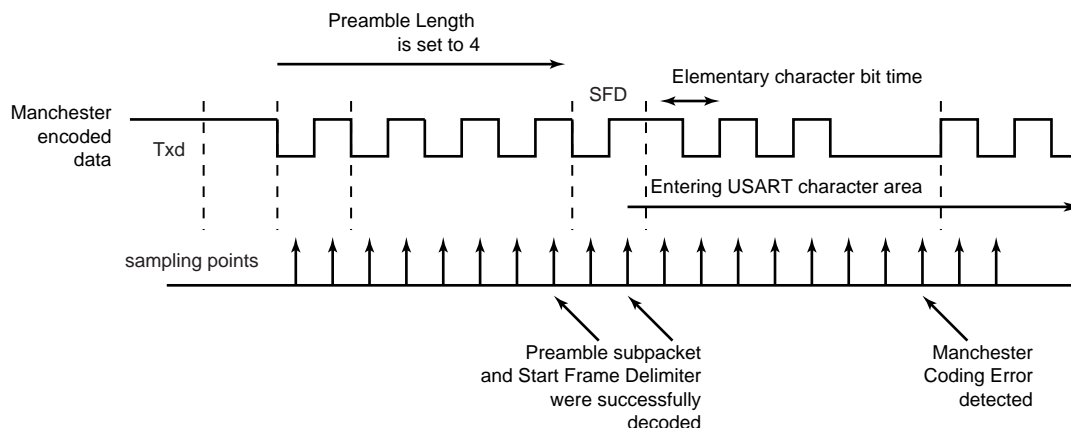 Preamble Length
is set to 4
Elementary character bit time
SFD
Manchester
encoded
data
Txd
Entering USART character area
sampling points
Preamble subpacket
and Start Frame Delimiter
were successfully
decoded
Manchester
Coding Error
detected